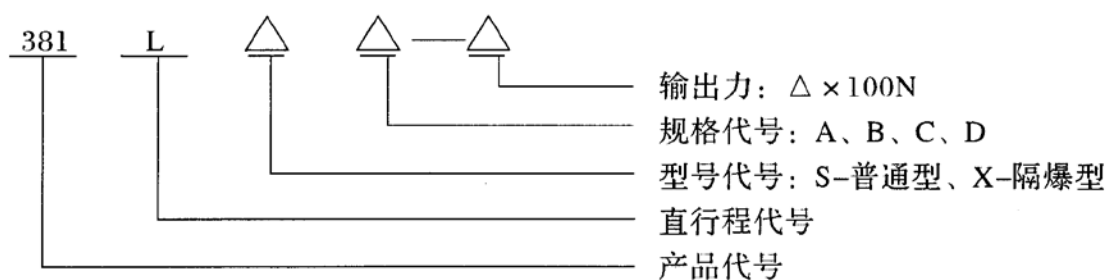 381 L △ △—△
输出力：△×100N
规格代号：A、B、C、D
型号代号：S-普通型、X-隔爆型
直行程代号
产品代号